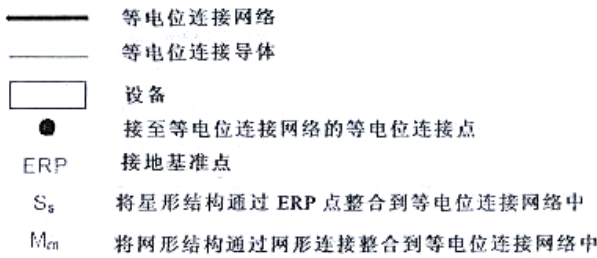 等电位连接网络
等电位连接导体
设备
接至等电位连接网络的等电位连接点
ERP 接地基准点
Ss 将星形结构通过 ERP 点整合到等电位连接网络中
Mm 将网形结构通过网形连接整合到等电位连接网络中